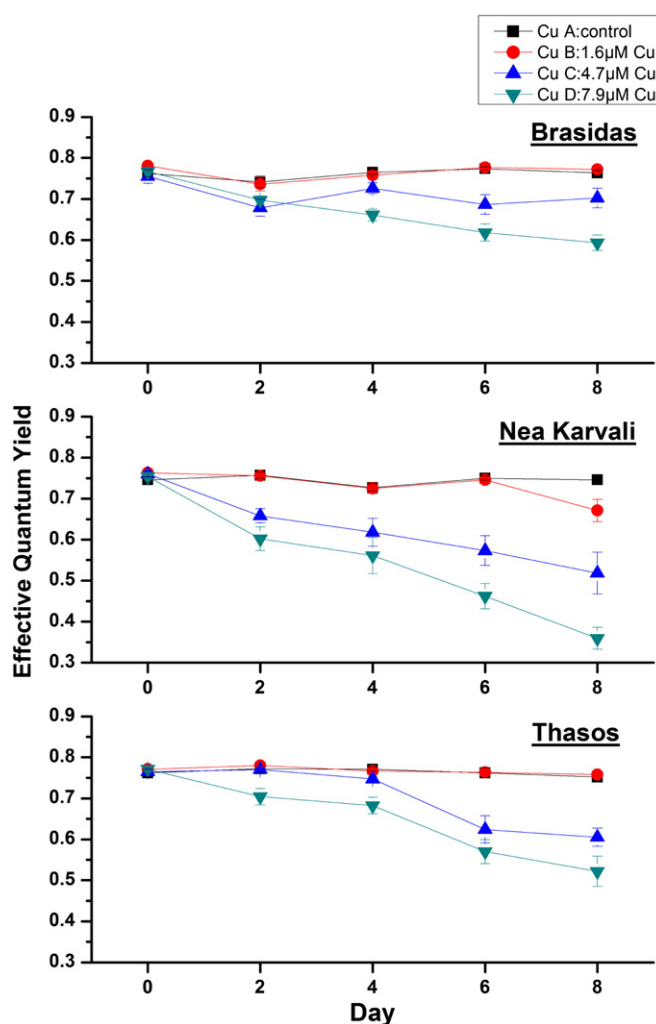 Cu A:control
Cu B:1.6µM Cu
Cu C:4.7µM Cu
Cu D:7.9µM Cu
Brasidas
0.9
0.8
0.7
0.6
0.5
0.4
0.3
0 2 4 6 8
Nea Karvali
0.9
0.8
0.7
0.6
0.5
0.4
0.3
0 2 4 6 8
Effective Quantum Yield
Thasos
0.9
0.8
0.7
0.6
0.5
0.4
0.3
0 2 4 6 8
Day